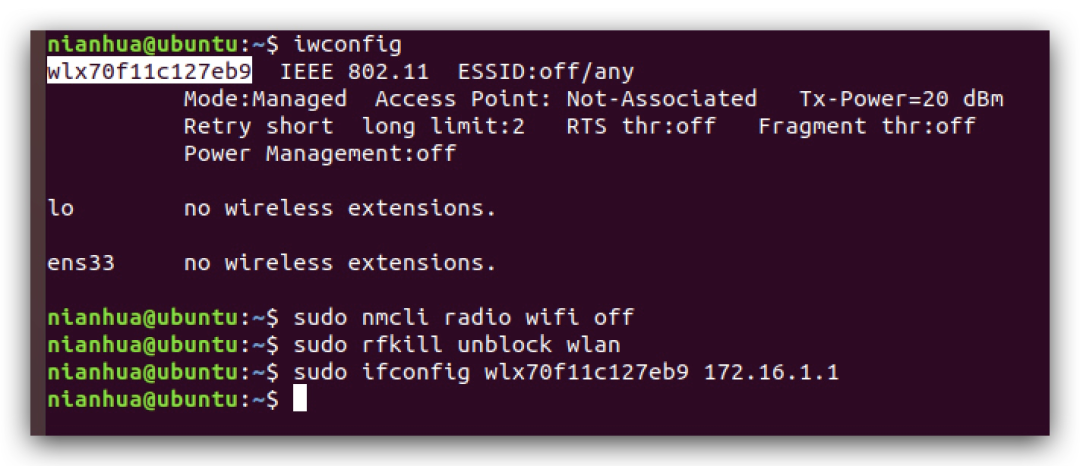 nianhua@ubuntu:~$ iwconfig
wlx70f11c127eb9  IEEE 802.11  ESSID:off/any
          Mode:Managed  Access Point: Not-Associated   Tx-Power=20 dBm
          Retry short  long limit:2   RTS thr:off   Fragment thr:off
          Power Management:off
lo        no wireless extensions.
ens33     no wireless extensions.
nianhua@ubuntu:~$ sudo nmcli radio wifi off
nianhua@ubuntu:~$ sudo rfkill unblock wlan
nianhua@ubuntu:~$ sudo ifconfig wlx70f11c127eb9 172.16.1.1
nianhua@ubuntu:~$